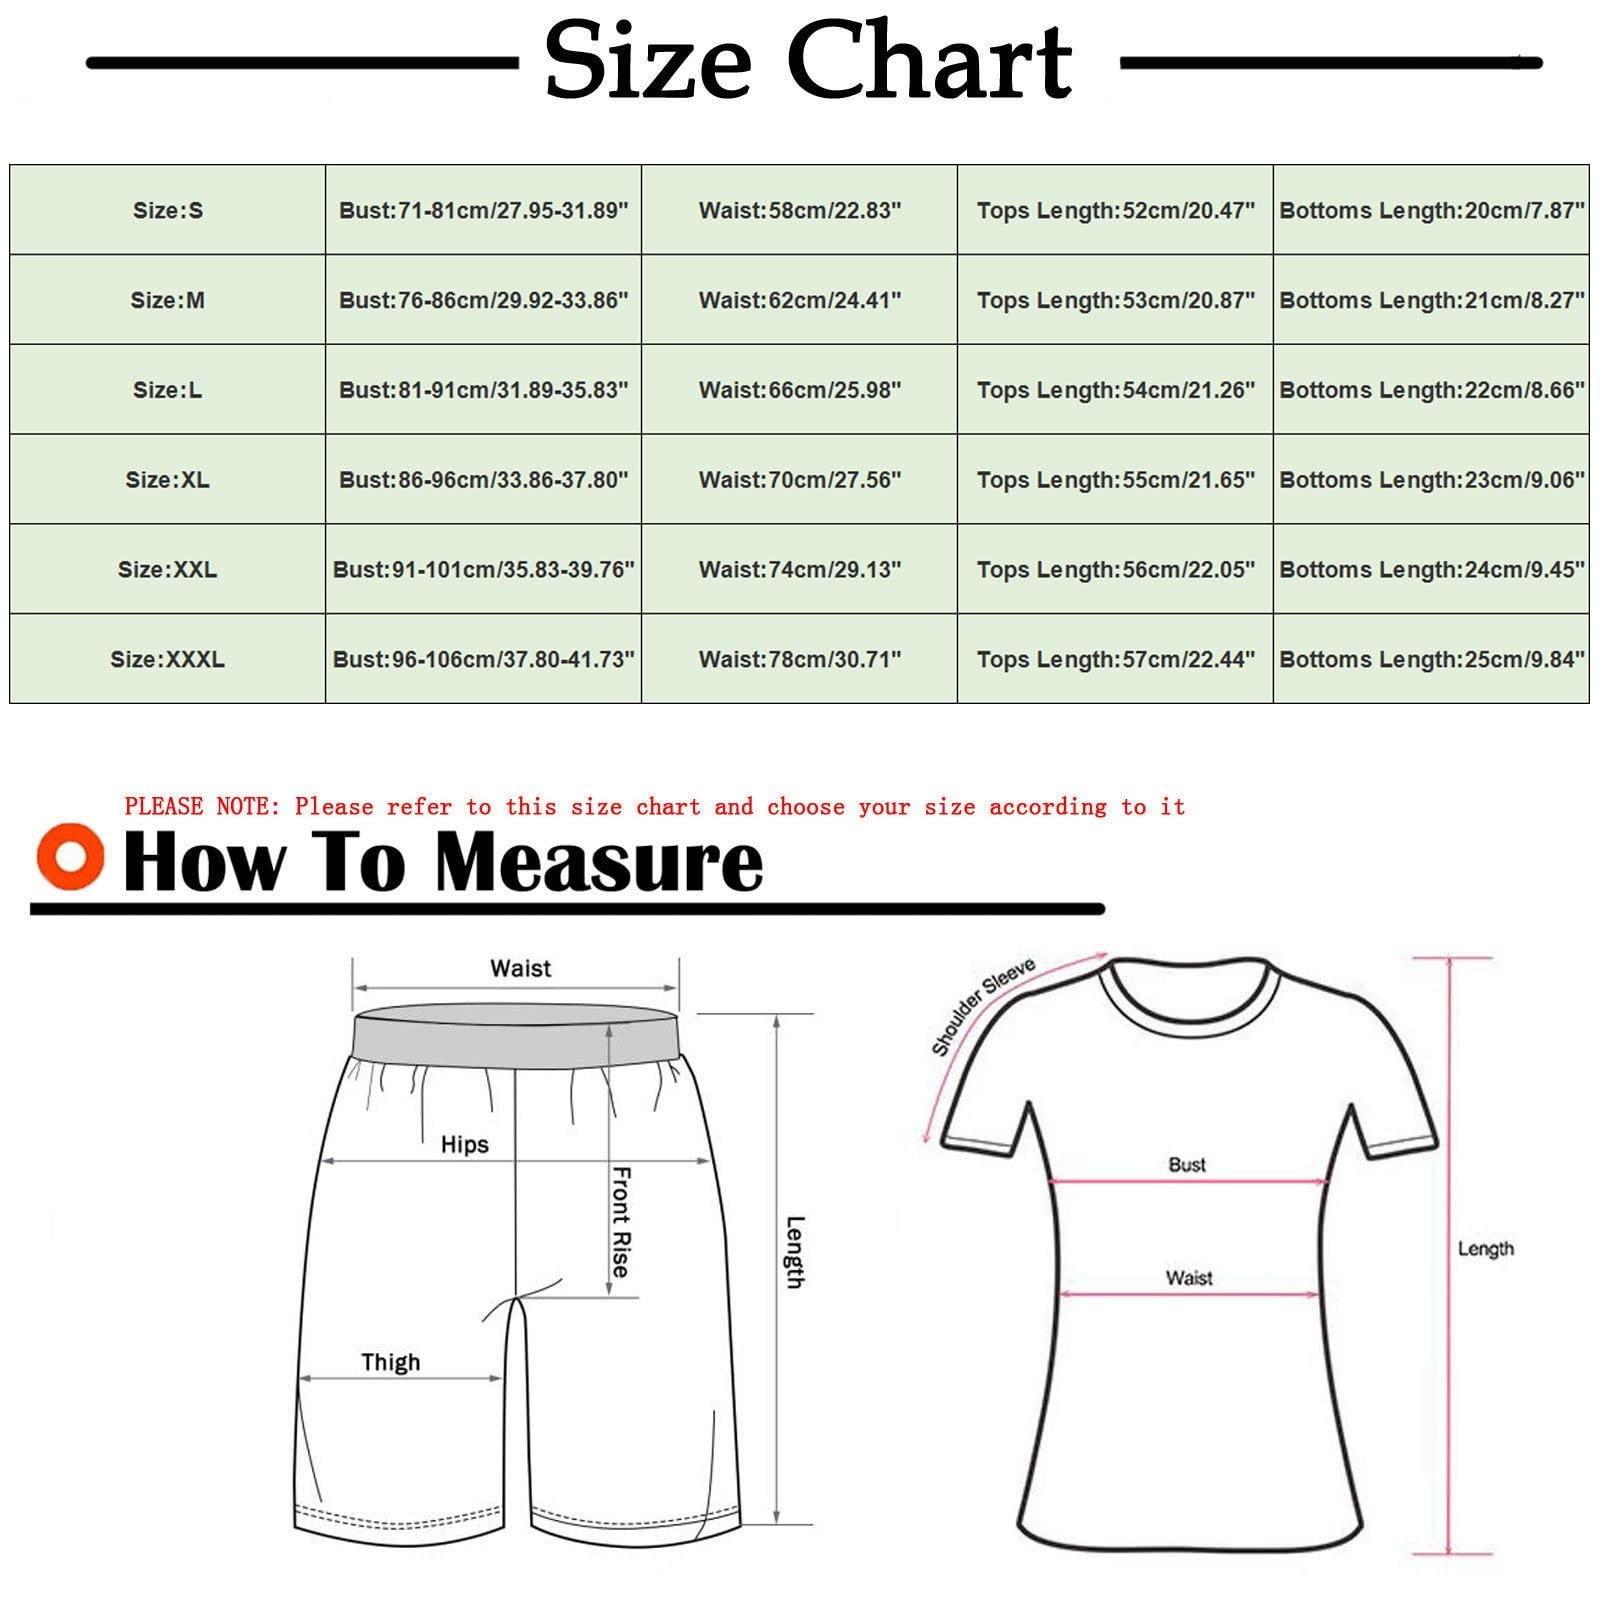 Size Chart
Size:S Bust:71-81cm/27.95-31.89" Waist:58cm/22.83" Tops Length:52cm/20.47" Bottoms Length:20cm/7.87"
Size:M Bust:76-86cm/29.92-33.86" Waist:62cm/24.41" Tops Length:53cm/20.87" Bottoms Length:21cm/8.27"
Size:L Bust:81-91cm/31.89-35.83" Waist:66cm/25.98" Tops Length:54cm/21.26" Bottoms Length:22cm/8.66"
Size:XL Bust:86-96cm/33.86-37.80" Waist:70cm/27.56" Tops Length:55cm/21.65" Bottoms Length:23cm/9.06"
Size:XXL Bust:91-101cm/35.83-39.76" Waist:74cm/29.13" Tops Length:56cm/22.05" Bottoms Length:24cm/9.45"
Size:XXXL Bust:96-106cm/37.80-41.73" Waist:78cm/30.71" Tops Length:57cm/22.44" Bottoms Length:25cm/9.84"
PLEASE NOTE: Please refer to this size chart and choose your size according to it
How To Measure
Waist
Hips
Front Rise
Length
Thigh
Shoulder Sleeve
Bust
Waist
Length